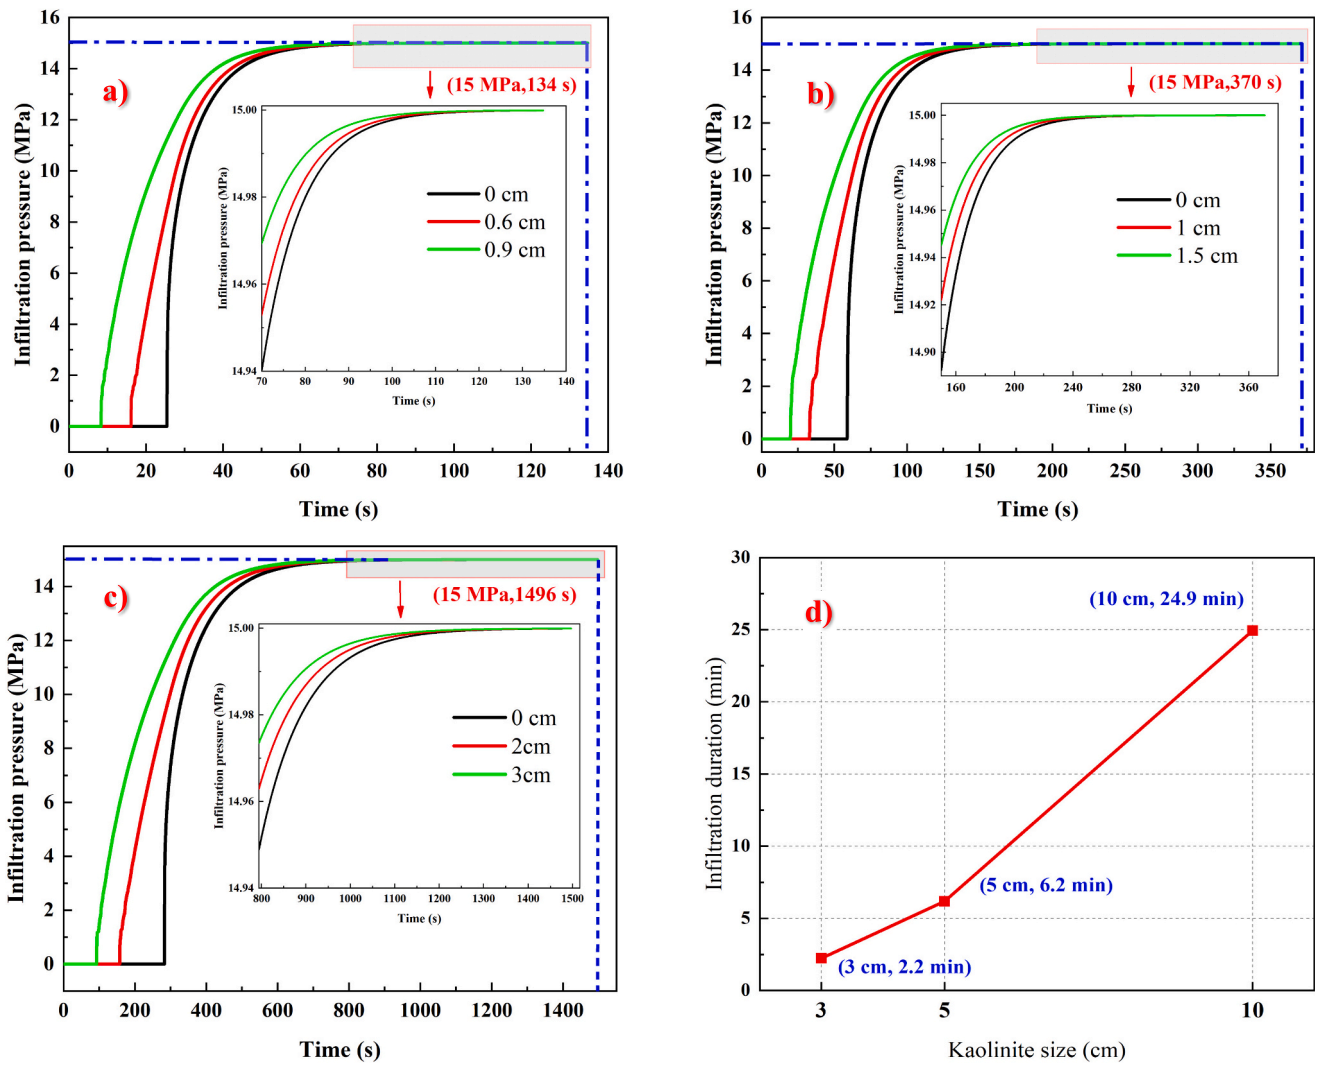 16
14
12
10
8
6
4
2
0
Infiltration pressure (MPa)
a)
(15 MPa,134 s)
15.00
14.98
14.96
14.94
Infiltration pressure (MPa)
0 cm
0.6 cm
0.9 cm
70 80 90 100 110 120 130 140
Time (s)
0 20 40 60 80 100 120 140
Time (s)
16
14
12
10
8
6
4
2
0
Infiltration pressure (MPa)
b)
(15 MPa,370 s)
15.00
14.98
14.96
14.94
14.92
14.90
Infiltration pressure (MPa)
0 cm
1 cm
1.5 cm
160 200 240 280 320 360
Time (s)
0 50 100 150 200 250 300 350
Time (s)
14
12
10
8
6
4
2
0
Infiltration pressure (MPa)
c)
(15 MPa,1496 s)
15.00
14.98
14.96
14.94
Infiltration pressure (MPa)
0 cm
2cm
3cm
800 900 1000 1100 1200 1300 1400 1500
Time (s)
0 200 400 600 800 1000 1200 1400
Time (s)
30
25
20
15
10
5
0
Infiltration duration (min)
d)
(10 cm, 24.9 min)
(5 cm, 6.2 min)
(3 cm, 2.2 min)
3 5 10
Kaolinite size (cm)